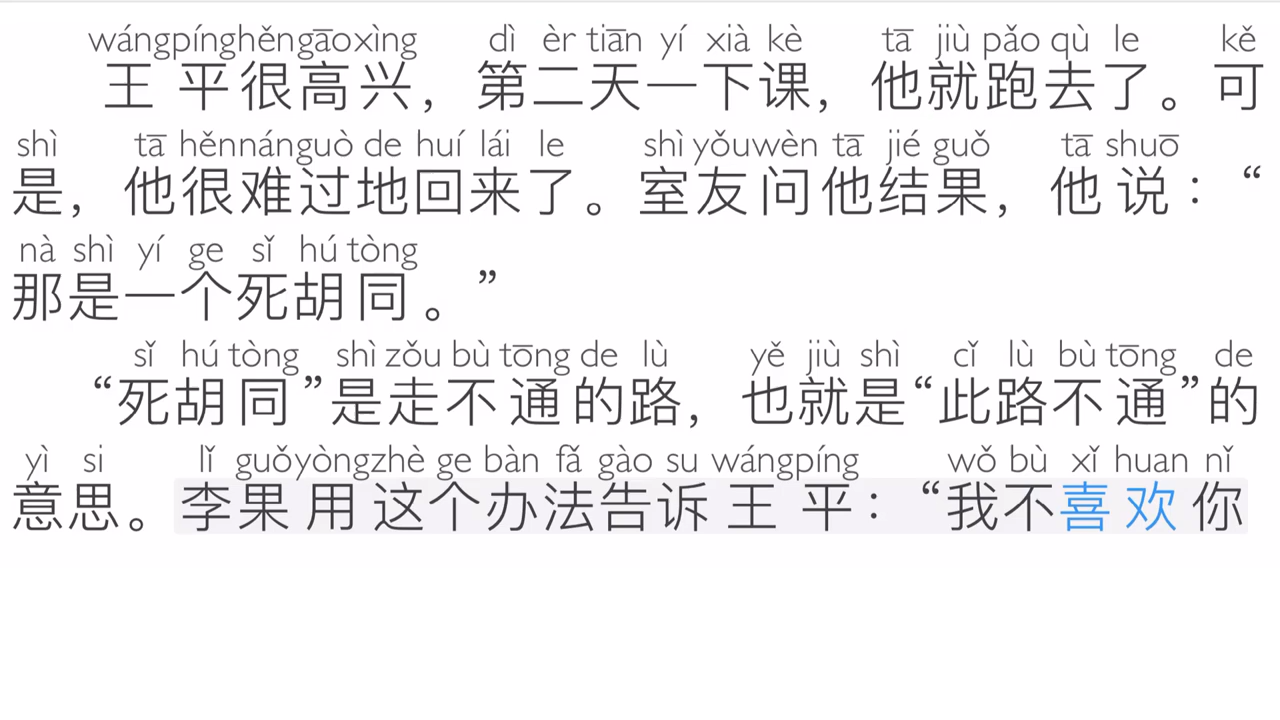 wángpínghěngāoxìng dì èr tiān yí xià kè tā jiù pǎo qù le kě
王平很高兴，第二天一下课，他就跑去了。可
shì tā hěnnánguò de huí lái le shì yǒuwèn tā jié guǒ tā shuō
是，他很难过地回来了。室友问他结果，他说：“
nà shì yí ge sǐ hú tòng
那是一个死胡同。”
sǐ hú tòng shì zǒu bù tōng de lù yě jiù shì cǐ lù bù tōng de
“死胡同”是走不通的路，也就是“此路不通”的
yì si lǐ guǒyòngzhè ge bàn fǎ gào su wángpíng wǒ bù xǐ huan nǐ
意思。李果用这个办法告诉王平：“我不喜欢你